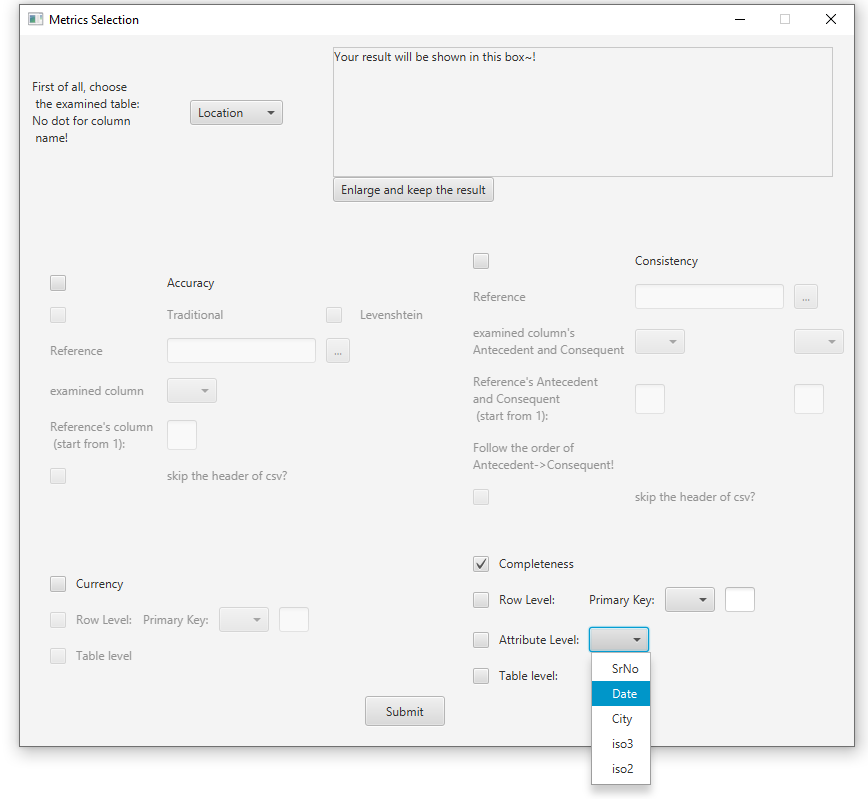 Metrics Selection
Your result will be shown in this box~!
First of all, choose
the examined table:
No dot for column
name!
Location
Enlarge and keep the result
Accuracy
Traditional
Levenshtein
Reference
...
examined column
Reference's column
(start from 1):
skip the header of csv?
Consistency
Reference
...
examined column's
Antecedent and Consequent
Reference's Antecedent
and Consequent
(start from 1):
Follow the order of
Antecedent->Consequent!
skip the header of csv?
Currency
Row Level: Primary Key:
Table level
Completeness
Row Level: Primary Key:
Attribute Level:
Table level:
SrNo
Date
City
iso3
iso2
Submit